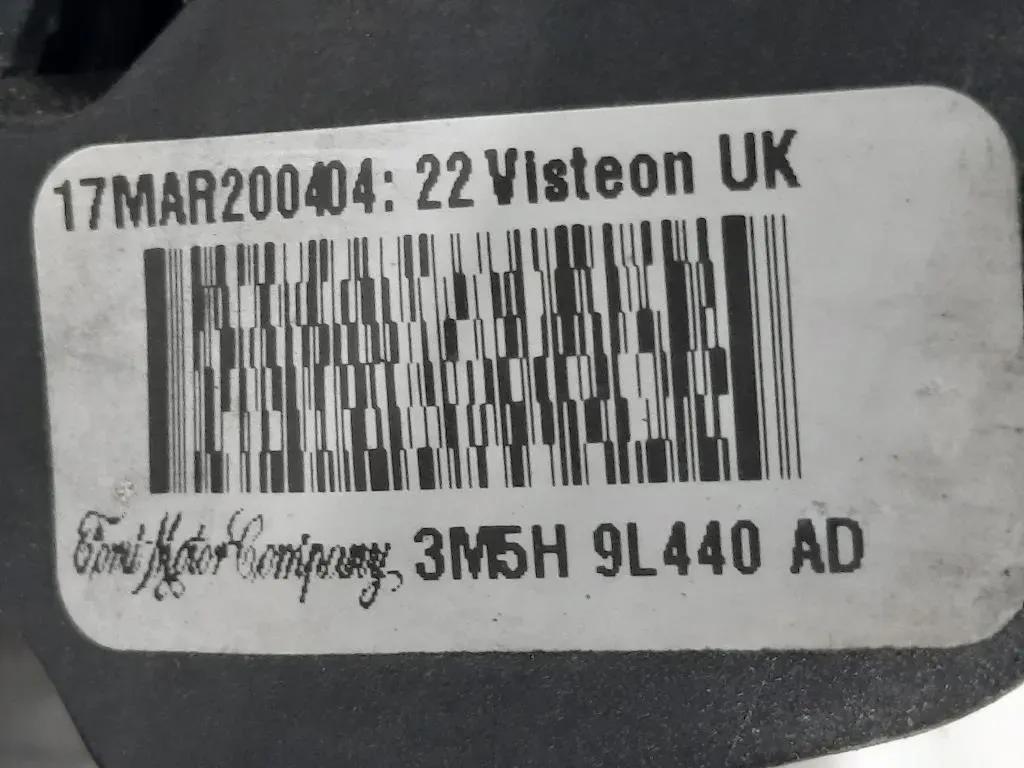 17MAR200404:22 Visteon UK
Ford Motor Company, 3M5H 9L440 AD